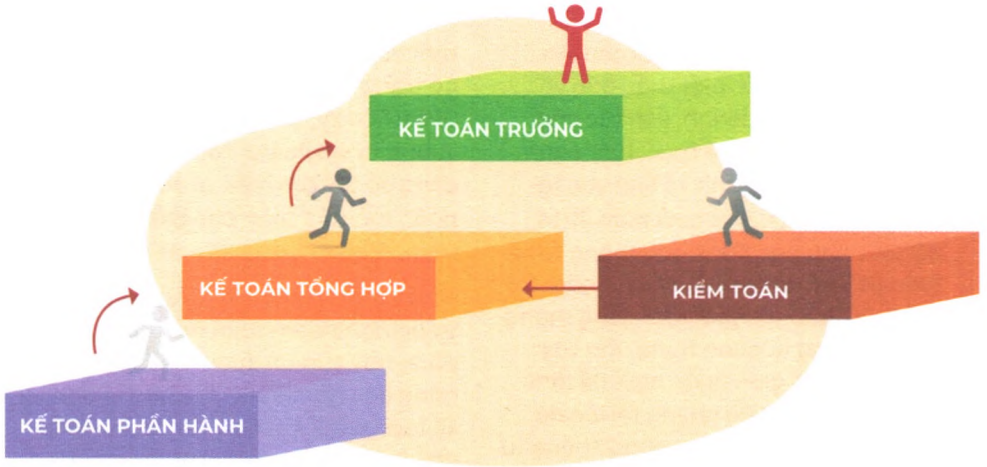 KẾ TOÁN TRƯỞNG
KẾ TOÁN TỔNG HỢP
KIỂM TOÁN
KẾ TOÁN PHẦN HÀNH